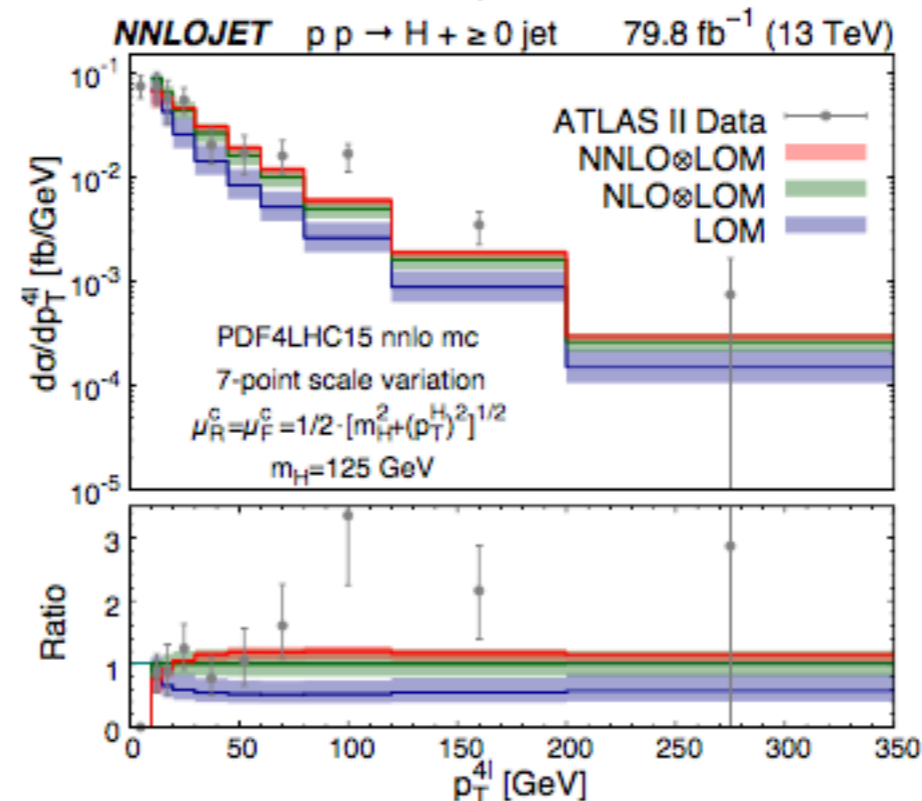 NNLOJET p p → H + ≥ 0 jet 79.8 fb⁻¹ (13 TeV)
dσ/dp_T^{4l} [fb/GeV]
10⁻¹
10⁻²
10⁻³
10⁻⁴
10⁻⁵
ATLAS II Data
NNLO⊗LOM
NLO⊗LOM
LOM
PDF4LHC15 nnlo mc
7-point scale variation
μ_R^c=μ_F^c=1/2·[m_H^2+(p_T^H)^2]^{1/2}
m_H=125 GeV
Ratio
3
2
1
0
0 50 100 150 200 250 300 350
p_T^{4l} [GeV]